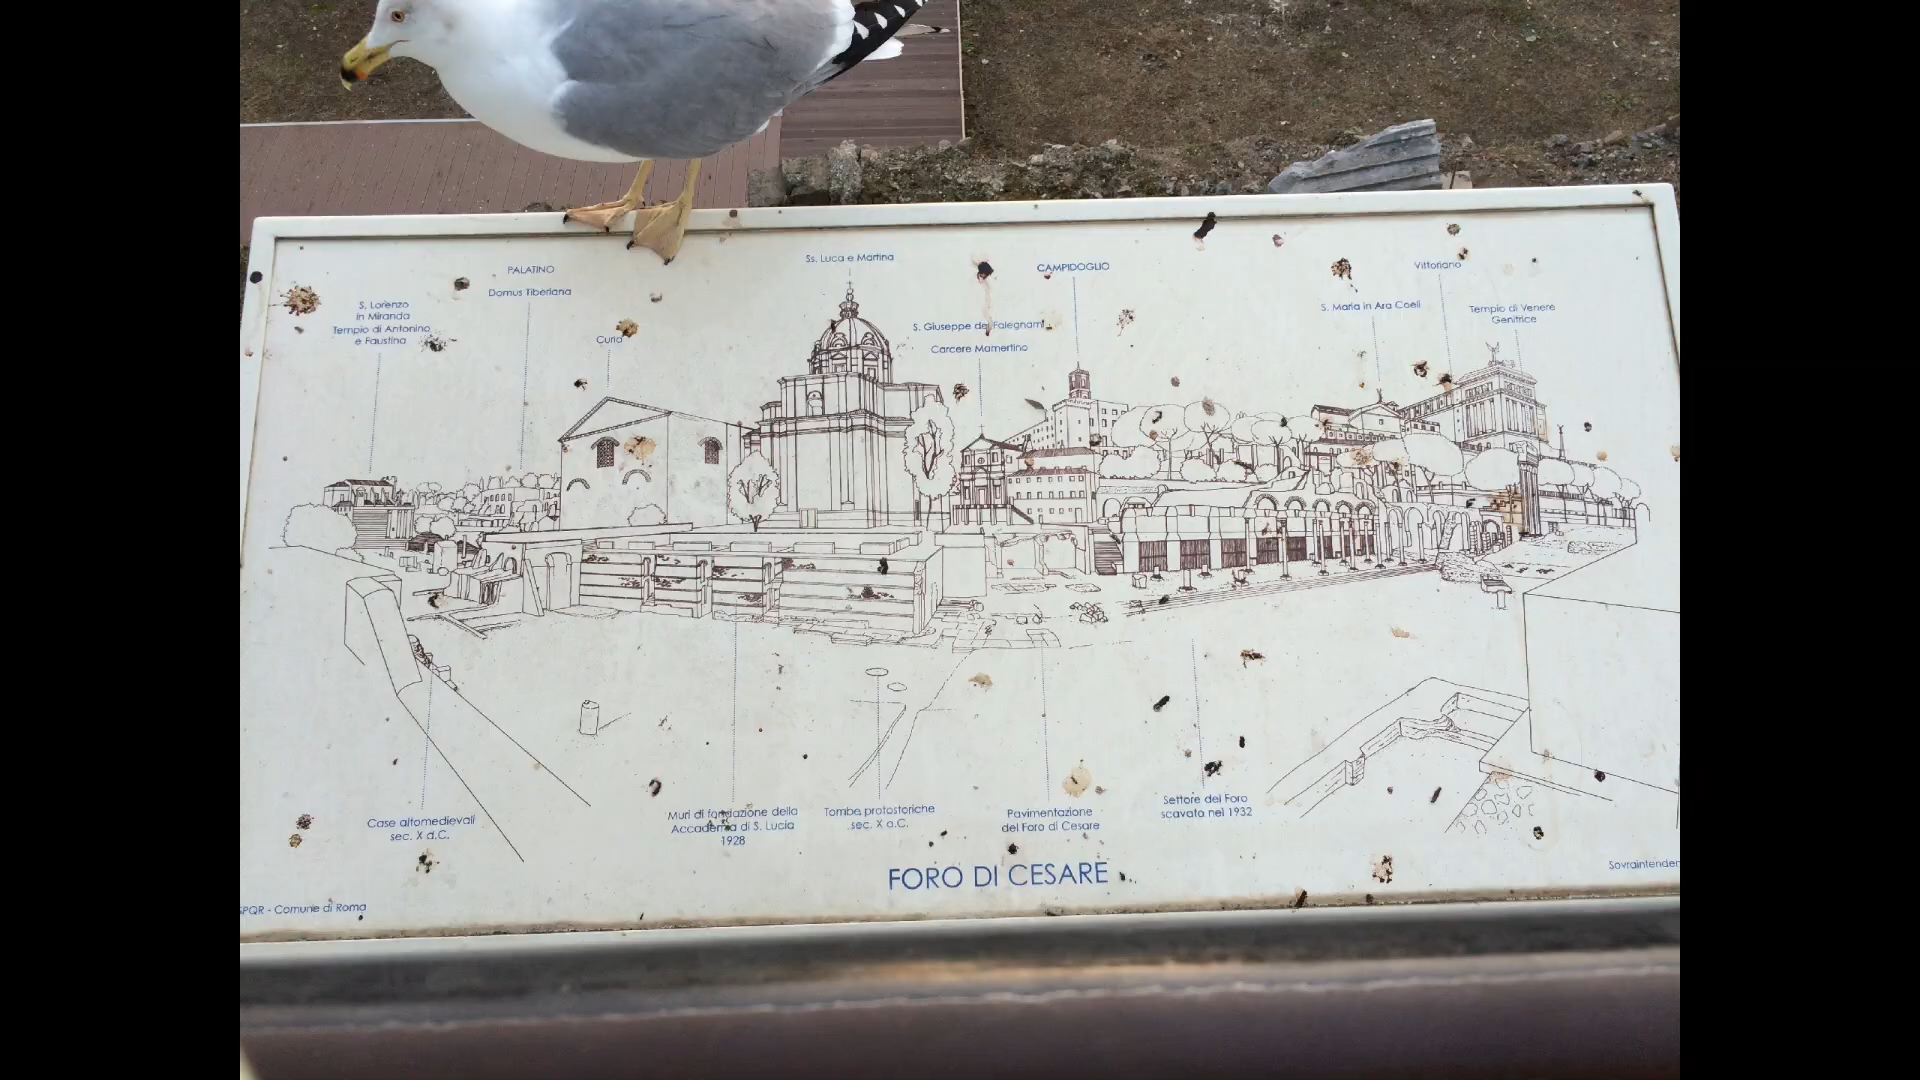 PALATINO
Domus Tiberiana
Ss. Luca e Martina
CAMPIDOGLIO
Vittoriano
S. Lorenzo
in Miranda
Tempio di Antonino
e Faustina
Curia
S. Giuseppe dei Falegnami
Carcere Mamertino
S. Maria in Ara Coeli
Tempio di Venere
Genitrice
Case altomedievali
sec. X d.C.
Muri di fondazione della
Accademia di S. Lucia
1928
Tombe protostoriche
sec. X a.C.
Pavimentazione
del Foro di Cesare
Settore del Foro
scavato nel 1932
FORO DI CESARE
SPQR - Comune di Roma
Sovraintenden